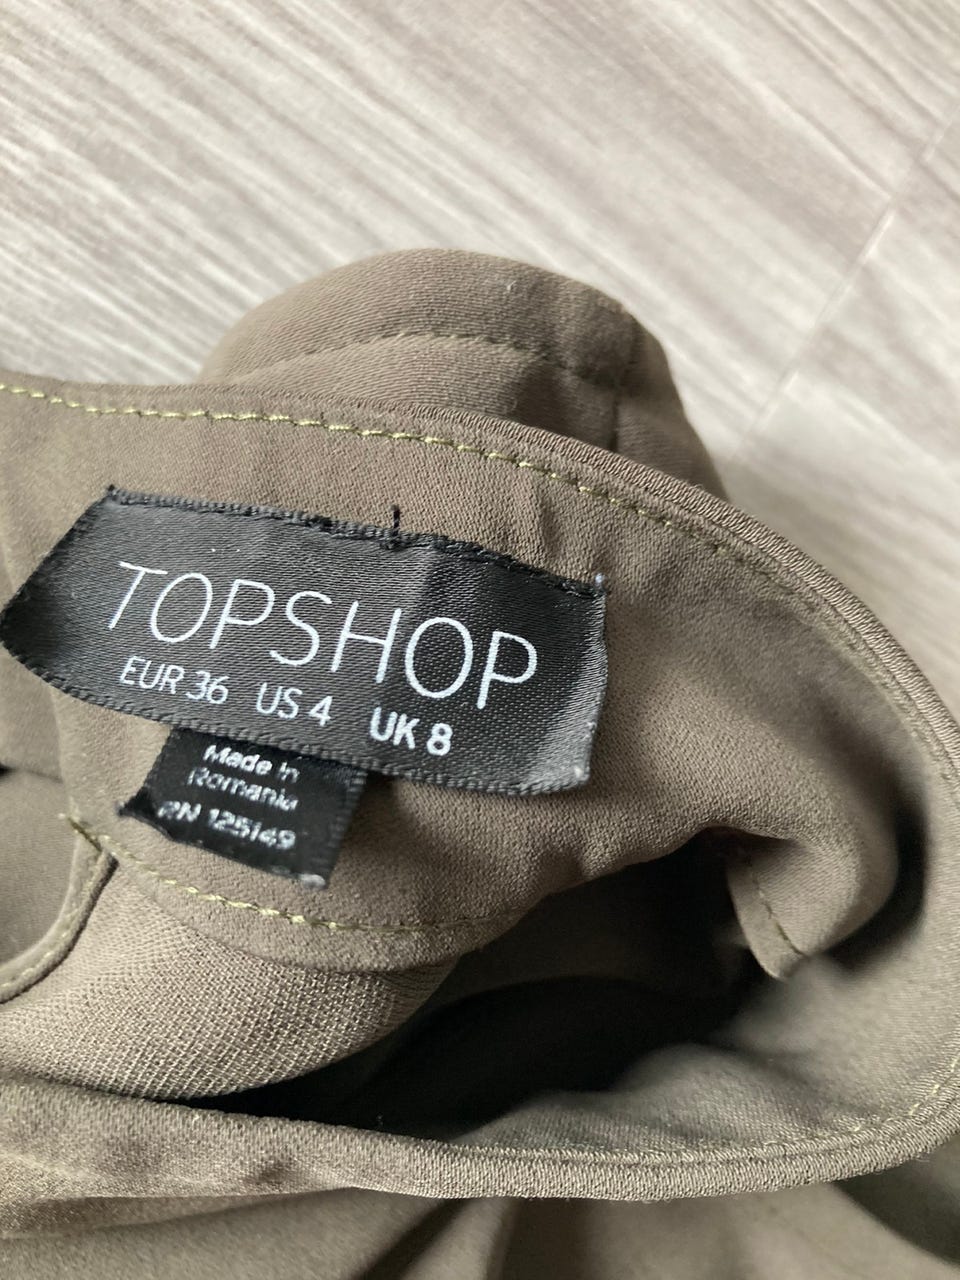 TOPSHOP
EUR 36 US 4 UK 8
Made in
Romania
RN 125149